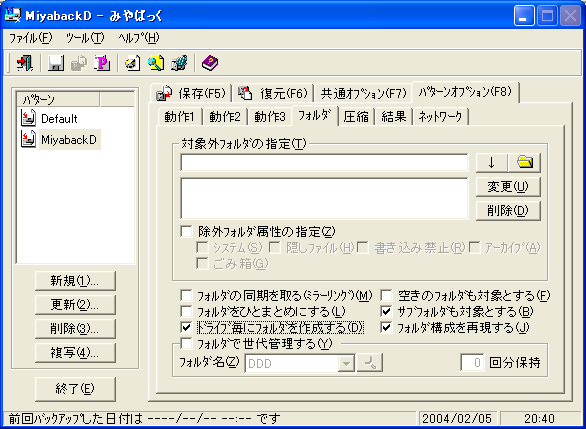 MiyabackD - みやばっく
ﾌｧｲﾙ(F) ﾂｰﾙ(T) ﾍﾙﾌﾟ(H)
ﾊﾟﾀｰﾝ
Default
MiyabackD
新規(1)...
更新(2)...
削除(3)...
複写(4)...
終了(E)
保存(F5) 復元(F6) 共通ｵﾌﾟｼｮﾝ(F7) ﾊﾟﾀｰﾝｵﾌﾟｼｮﾝ(F8)
動作1 動作2 動作3 ﾌｫﾙﾀﾞ 圧縮 結果 ﾈｯﾄﾜｰｸ
対象外ﾌｫﾙﾀﾞの指定(T)
↓
変更(U)
削除(D)
除外ﾌｫﾙﾀﾞ属性の指定(Z)
ｼｽﾃﾑ(S) 隠しﾌｧｲﾙ(H) 書き込み禁止(R) ｱｰｶｲﾌﾞ(A)
ごみ箱(G)
ﾌｫﾙﾀﾞの同期を取る(ﾐﾗｰﾘﾝｸﾞ)(M) 空きのﾌｫﾙﾀﾞも対象とする(F)
ﾌｫﾙﾀﾞをひとまとめにする(L) ｻﾌﾞﾌｫﾙﾀﾞも対象とする(B)
ﾄﾞﾗｲﾌﾞ毎にﾌｫﾙﾀﾞを作成する(D) ﾌｫﾙﾀﾞ構成を再現する(J)
ﾌｫﾙﾀﾞで世代管理する(Y)
ﾌｫﾙﾀﾞ名(Z) DDD 0 回分保持
前回ﾊﾞｯｸｱｯﾌﾟした日付は ----/--/-- --:-- です 2004/02/05 20:40